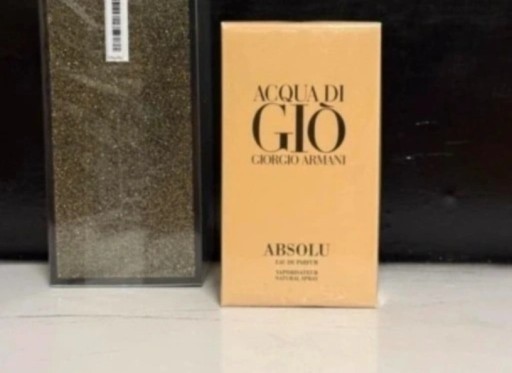 ACQUA DI
GIÒ
GIORGIO ARMANI
ABSOLU
EAU DE PARFUM
VAPORISATEUR
NATURAL SPRAY